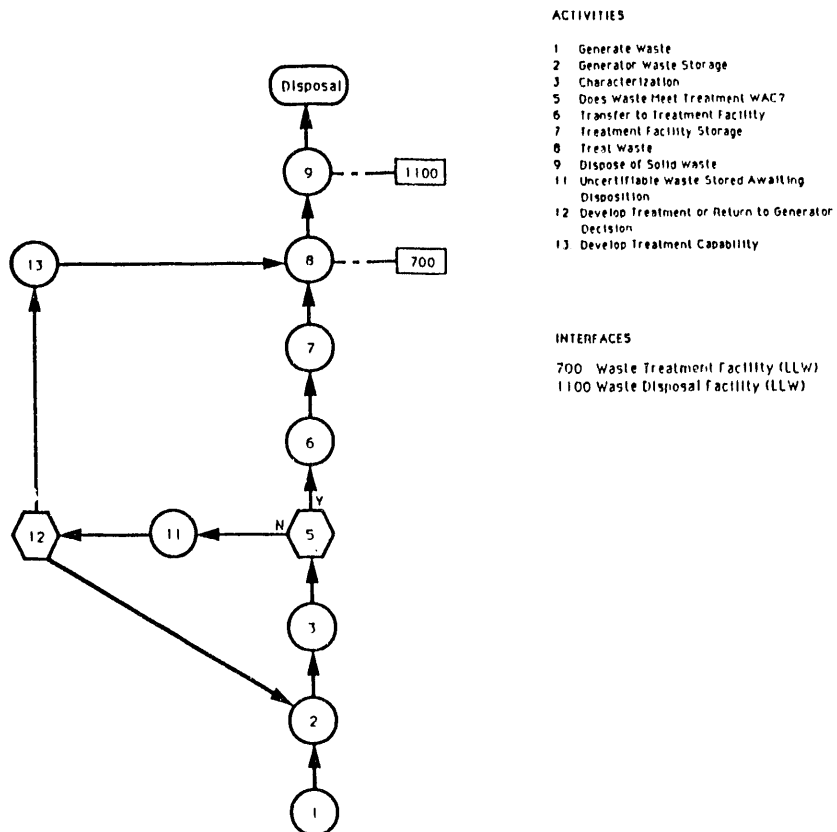 ACTIVITIES
1 Generate Waste
2 Generator Waste Storage
3 Characterization
5 Does Waste Meet Treatment WAC?
6 Transfer to Treatment Facility
7 Treatment Facility Storage
8 Treat Waste
9 Dispose of Solid Waste
11 Uncertifiable Waste Stored Awaiting
Disposition
12 Develop Treatment or Return to Generator
Decision
13 Develop Treatment Capability
INTERFACES
700 Waste Treatment Facility (LLW)
1100 Waste Disposal Facility (LLW)
Disposal
9
1100
13
8
700
7
6
Y
12
11
N
5
3
2
1